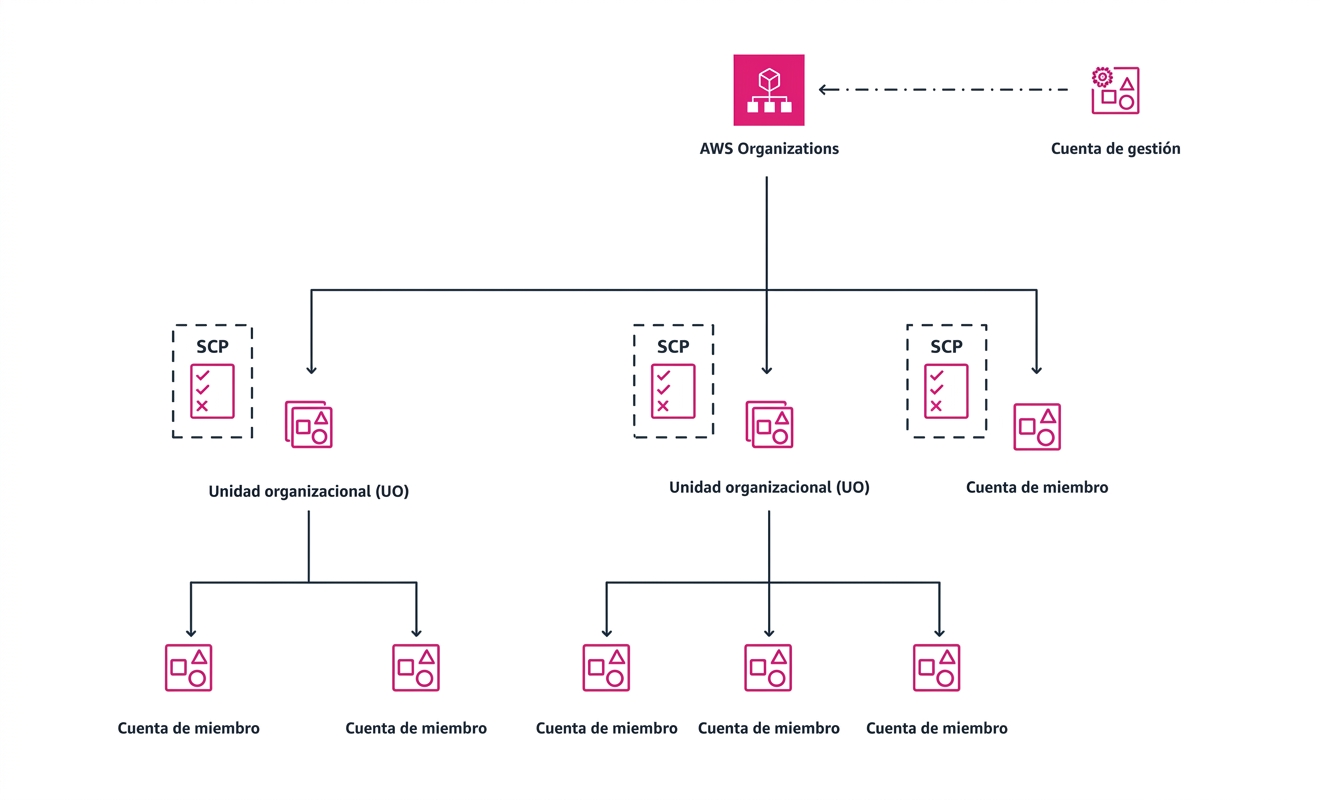 AWS Organizations
Cuenta de gestión
SCP
SCP
SCP
Unidad organizacional (UO)
Unidad organizacional (UO)
Cuenta de miembro
Cuenta de miembro
Cuenta de miembro
Cuenta de miembro
Cuenta de miembro
Cuenta de miembro